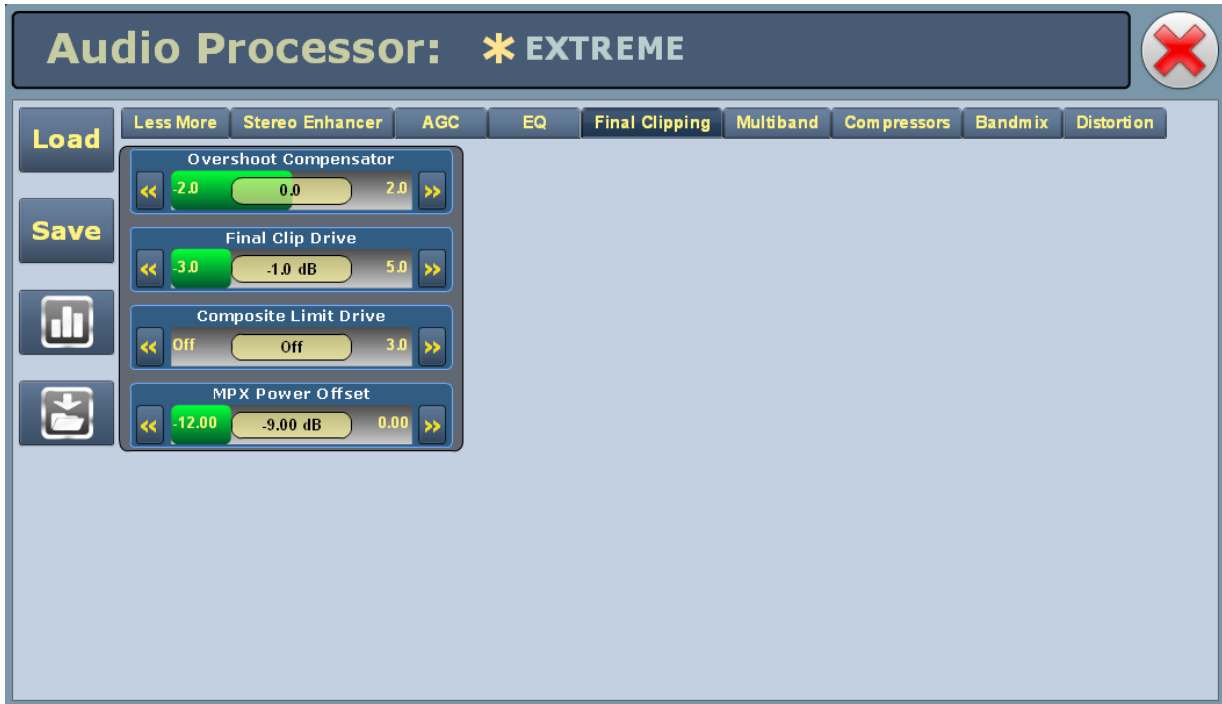 Audio Processor: * EXTREME
Load
Save
Less More Stereo Enhancer AGC EQ Final Clipping Multiband Compressors Bandmix Distortion
Overshoot Compensator
<< -2.0 0.0 2.0 >>
Final Clip Drive
<< -3.0 -1.0 dB 5.0 >>
Composite Limit Drive
<< Off Off 3.0 >>
MPX Power Offset
<< -12.00 -9.00 dB 0.00 >>